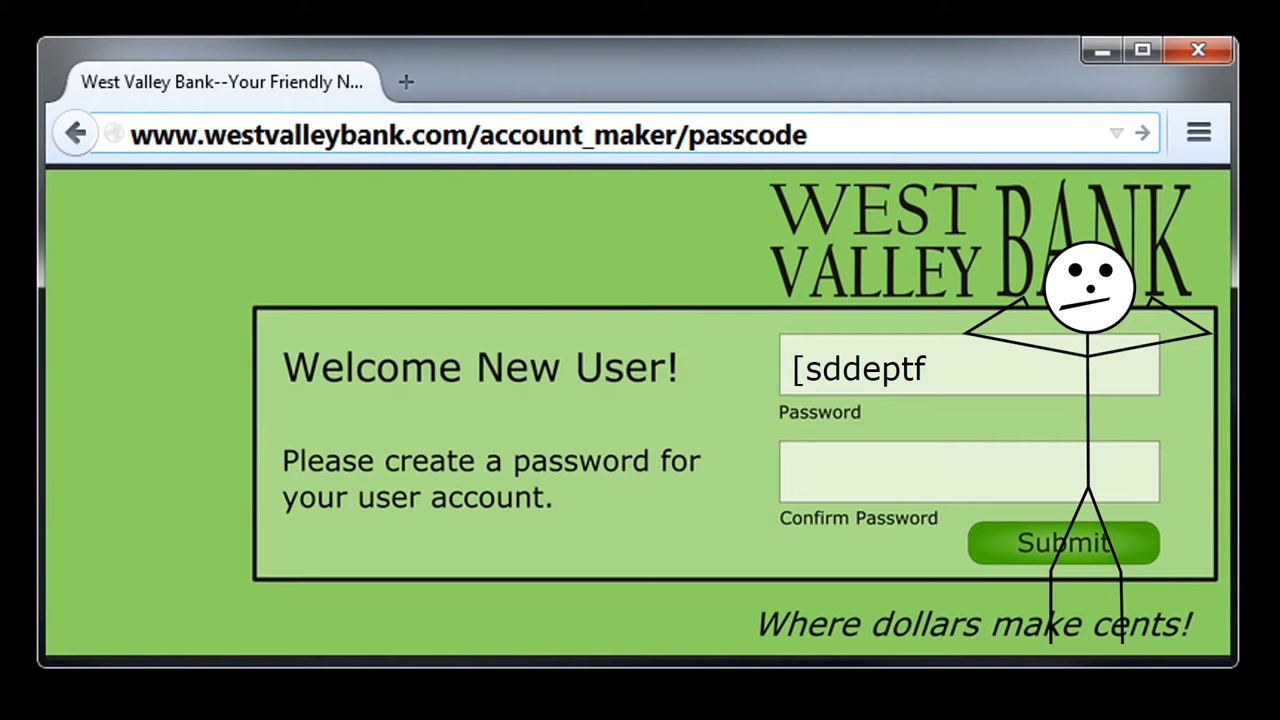 West Valley Bank--Your Friendly N...
www.westvalleybank.com/account_maker/passcode
WEST VALLEY BANK
Welcome New User!
[sddeptf
Password
Please create a password for
your user account.
Confirm Password
Submit
Where dollars make cents!